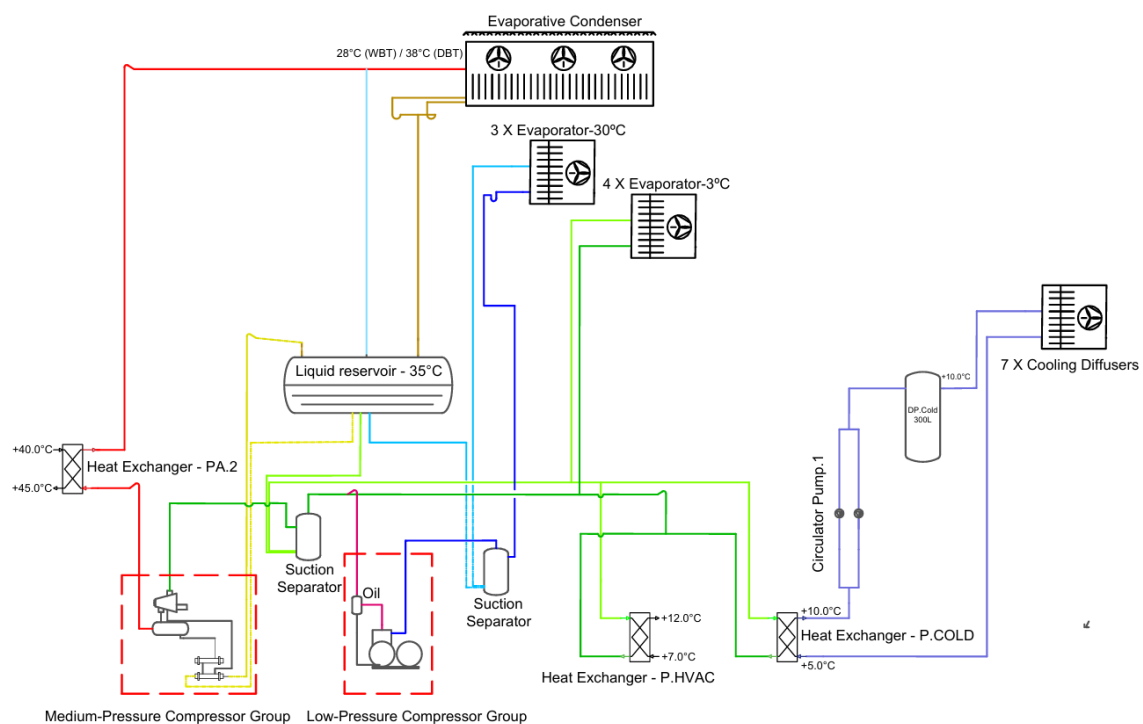 Evaporative Condenser
28°C (WBT) / 38°C (DBT)
3 X Evaporator-30ºC
4 X Evaporator-3ºC
7 X Cooling Diffusers
Liquid reservoir - 35°C
+10.0°C
DP.Cold
300L
+40.0°C
Heat Exchanger - PA.2
+45.0°C
Circulator Pump.1
Suction
Separator
Oil
Suction
Separator
+12.0°C
+7.0°C
Heat Exchanger - P.HVAC
+10.0°C
Heat Exchanger - P.COLD
+5.0°C
Medium-Pressure Compressor Group
Low-Pressure Compressor Group